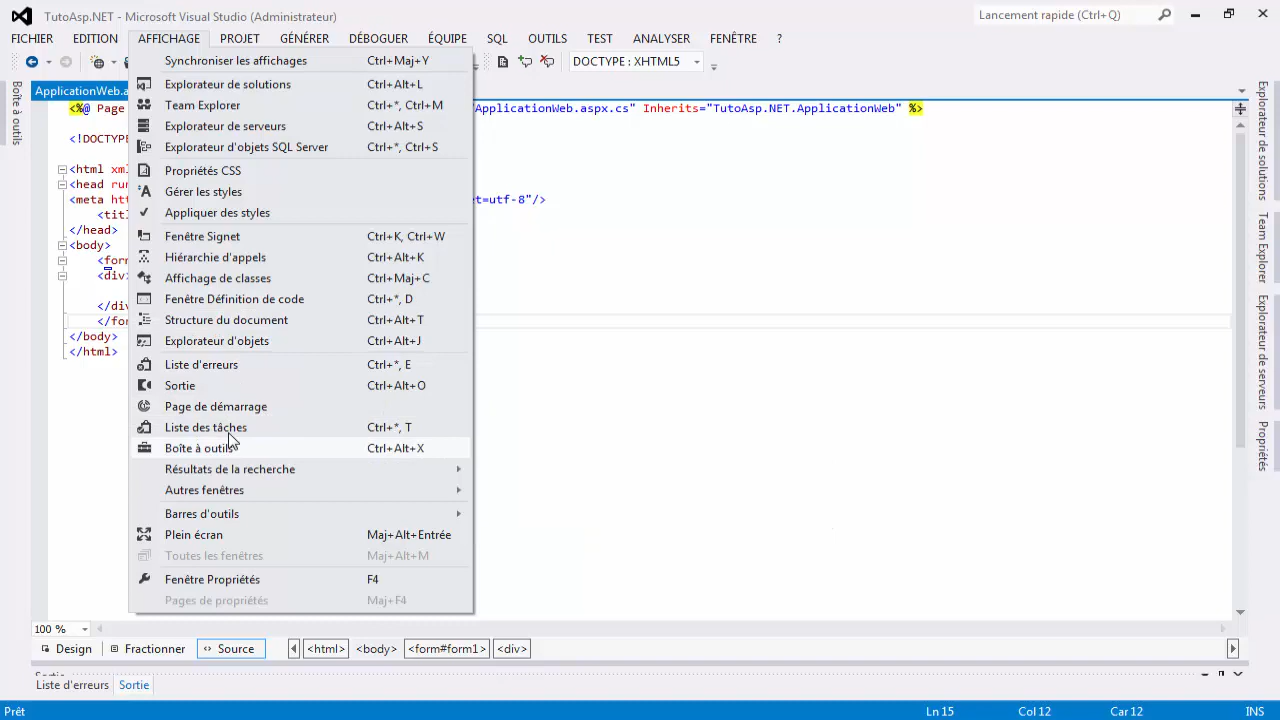 TutoAsp.NET - Microsoft Visual Studio (Administrateur)
Lancement rapide (Ctrl+Q)
FICHIER EDITION AFFICHAGE PROJET GÉNÉRER DÉBOGUER ÉQUIPE SQL OUTILS TEST ANALYSER FENÊTRE ?
DOCTYPE : XHTML5
Synchroniser les affichages Ctrl+Maj+Y
Explorateur de solutions Ctrl+Alt+L
Team Explorer Ctrl+*, Ctrl+M
Explorateur de serveurs Ctrl+Alt+S
Explorateur d'objets SQL Server Ctrl+*, Ctrl+S
Propriétés CSS
Gérer les styles
Appliquer des styles
Fenêtre Signet Ctrl+K, Ctrl+W
Hiérarchie d'appels Ctrl+Alt+K
Affichage de classes Ctrl+Maj+C
Fenêtre Définition de code Ctrl+*, D
Structure du document Ctrl+Alt+T
Explorateur d'objets Ctrl+Alt+J
Liste d'erreurs Ctrl+*, E
Sortie Ctrl+Alt+O
Page de démarrage
Liste des tâches Ctrl+*, T
Boîte à outils Ctrl+Alt+X
Résultats de la recherche
Autres fenêtres
Barres d'outils
Plein écran Maj+Alt+Entrée
Toutes les fenêtres Maj+Alt+M
Fenêtre Propriétés F4
Pages de propriétés Maj+F4
Boîte à outils
ApplicationWeb.a
<%@ Page ApplicationWeb.aspx.cs" Inherits="TutoAsp.NET.ApplicationWeb" %>
<!DOCTYPE
<html xml
<head run
<meta htt et=utf-8"/>
<titl
</head>
<body>
<form
<div>
</div
</for
</body>
</html>
Explorateur de solutions
Team Explorer
Explorateur de serveurs
Propriétés
100 %
Design Fractionner Source <html> <body> <form#form1> <div>
Sortie
Liste d'erreurs Sortie
Prêt Ln 15 Col 12 Car 12 INS